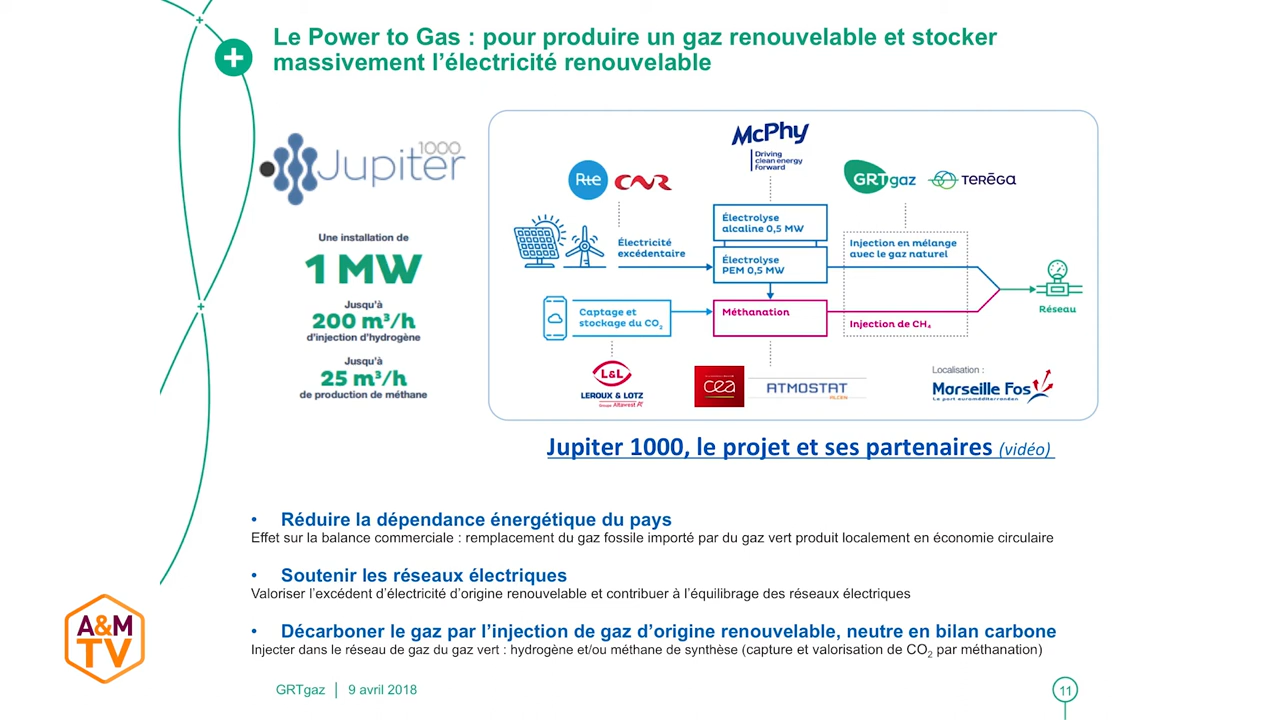 Le Power to Gas : pour produire un gaz renouvelable et stocker
massivement l’électricité renouvelable
Jupiter 1000
Une installation de
1 MW
Jusqu'à
200 m³/h
d'injection d'hydrogène
Jusqu'à
25 m³/h
de production de méthane
McPhy
Driving
clean energy
forward
Rte
CNR
GRTgaz
TERĒGA
Électricité
excédentaire
Électrolyse
alcaline 0,5 MW
Électrolyse
PEM 0,5 MW
Injection en mélange
avec le gaz naturel
Captage et
stockage du CO₂
Méthanation
Injection de CH₄
Réseau
L&L
LEROUX & LOTZ
Groupe Altawest
cea
ATMOSTAT
ALCEN
Localisation :
Marseille Fos
Le port euroméditerranéen
Jupiter 1000, le projet et ses partenaires (vidéo)
• Réduire la dépendance énergétique du pays
Effet sur la balance commerciale : remplacement du gaz fossile importé par du gaz vert produit localement en économie circulaire
• Soutenir les réseaux électriques
Valoriser l’excédent d’électricité d’origine renouvelable et contribuer à l’équilibrage des réseaux électriques
• Décarboner le gaz par l’injection de gaz d’origine renouvelable, neutre en bilan carbone
Injecter dans le réseau de gaz du gaz vert : hydrogène et/ou méthane de synthèse (capture et valorisation de CO₂ par méthanation)
A&M
TV
GRTgaz | 9 avril 2018
11